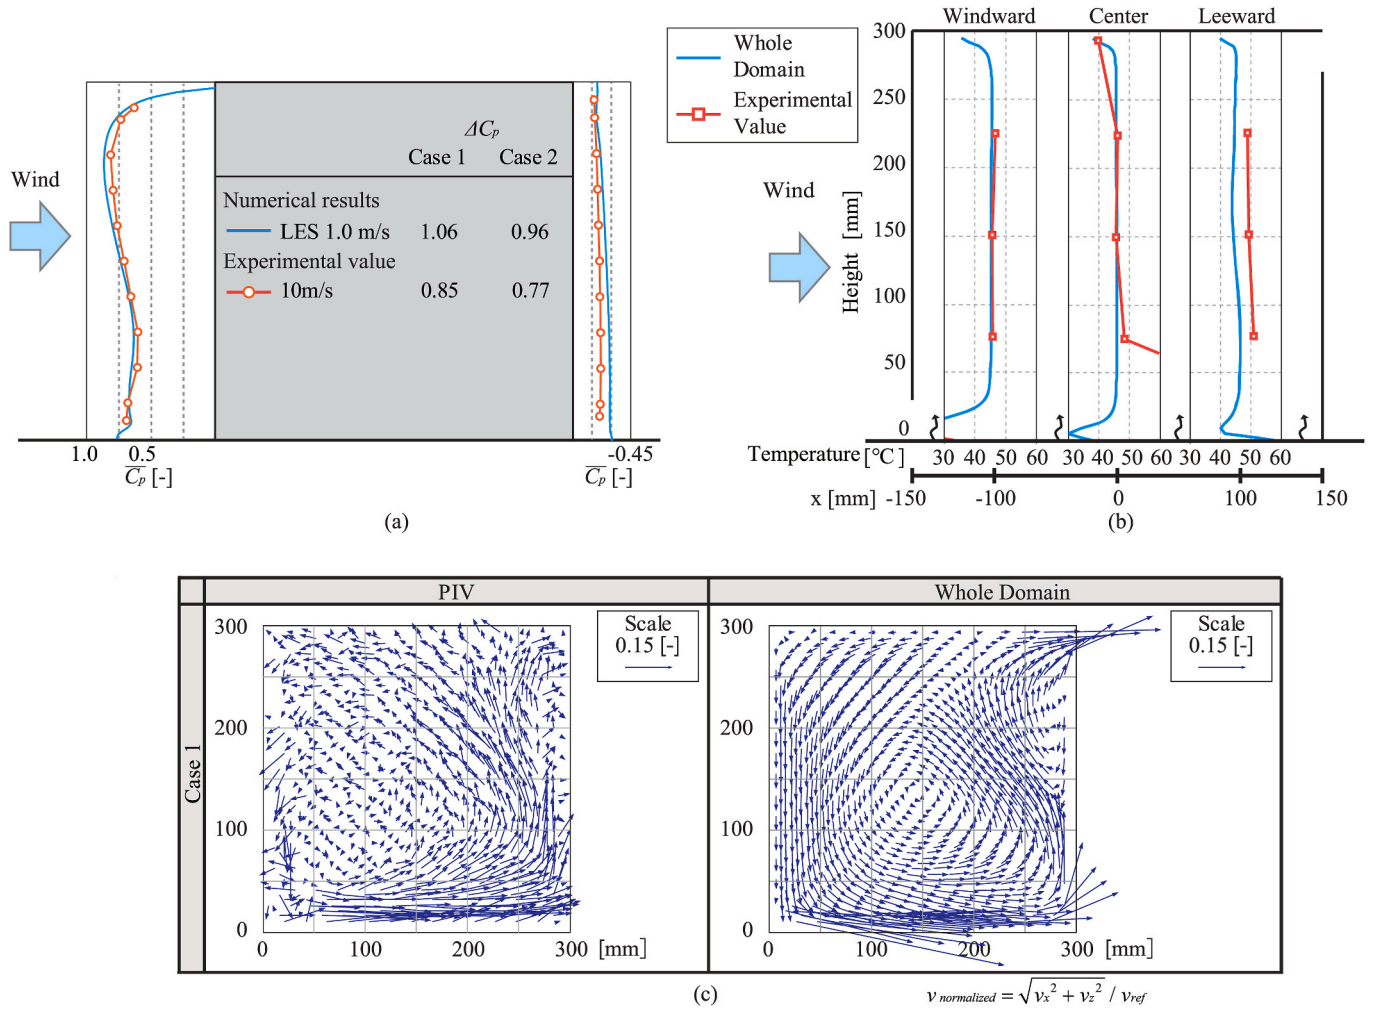 (a)
ΔCp
Case 1 Case 2
Numerical results
LES 1.0 m/s 1.06 0.96
Experimental value
10m/s 0.85 0.77
Wind
1.0 0.5 -0.45
Cp [-] Cp [-]
(a)
Whole
Domain
Experimental
Value
Windward Center Leeward
300
250
200
150
100
50
0
Height [mm]
Wind
Temperature [℃] 30 40 50 60 30 40 50 60 30 40 50 60
x [mm] -150 -100 0 100 150
(b)
PIV Whole Domain
Case 1
Scale
0.15 [-]
300
200
100
0
0 100 200 300 [mm]
Scale
0.15 [-]
300
200
100
0
0 100 200 300 [mm]
(c)
v normalized = √vx² + vz² / vref